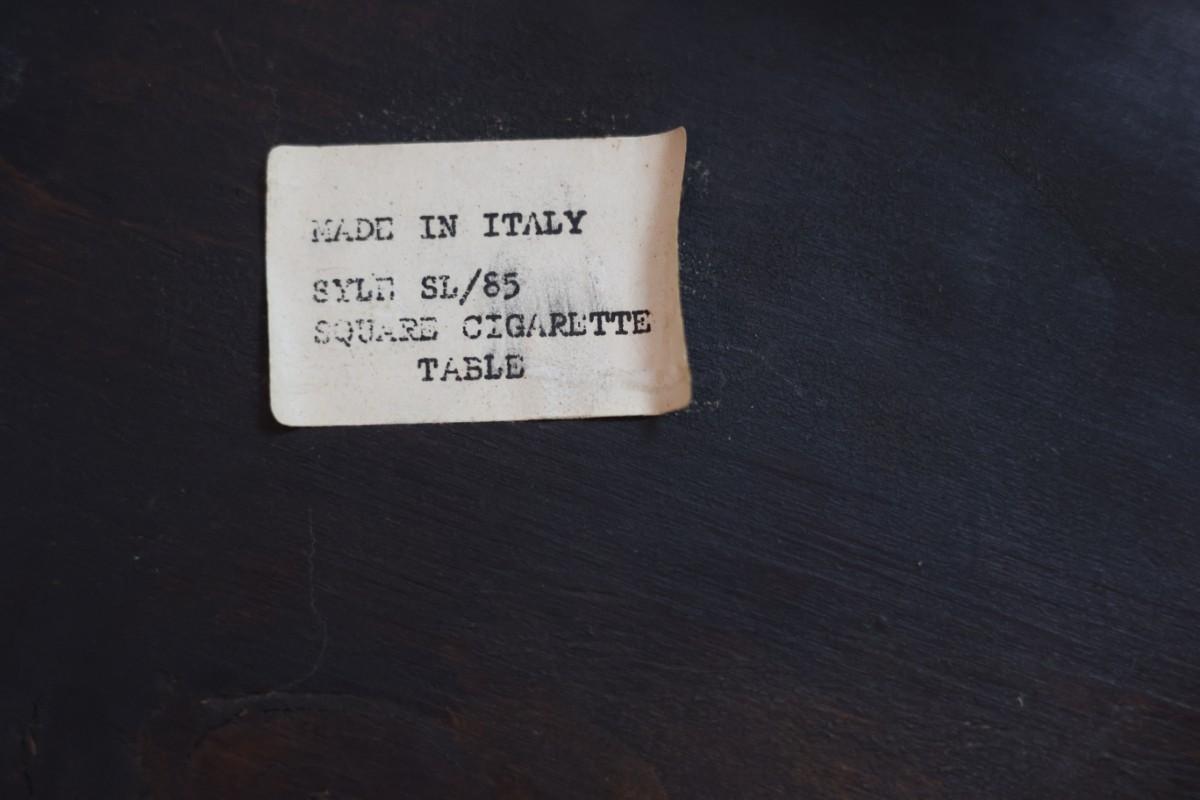 MADE IN ITALY
SYLE SL/85
SQUARE CIGARETTE
TABLE